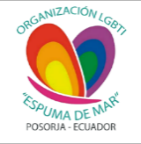 ORGANIZACIÓN LGBTI
"ESPUMA DE MAR"
POSORJA - ECUADOR